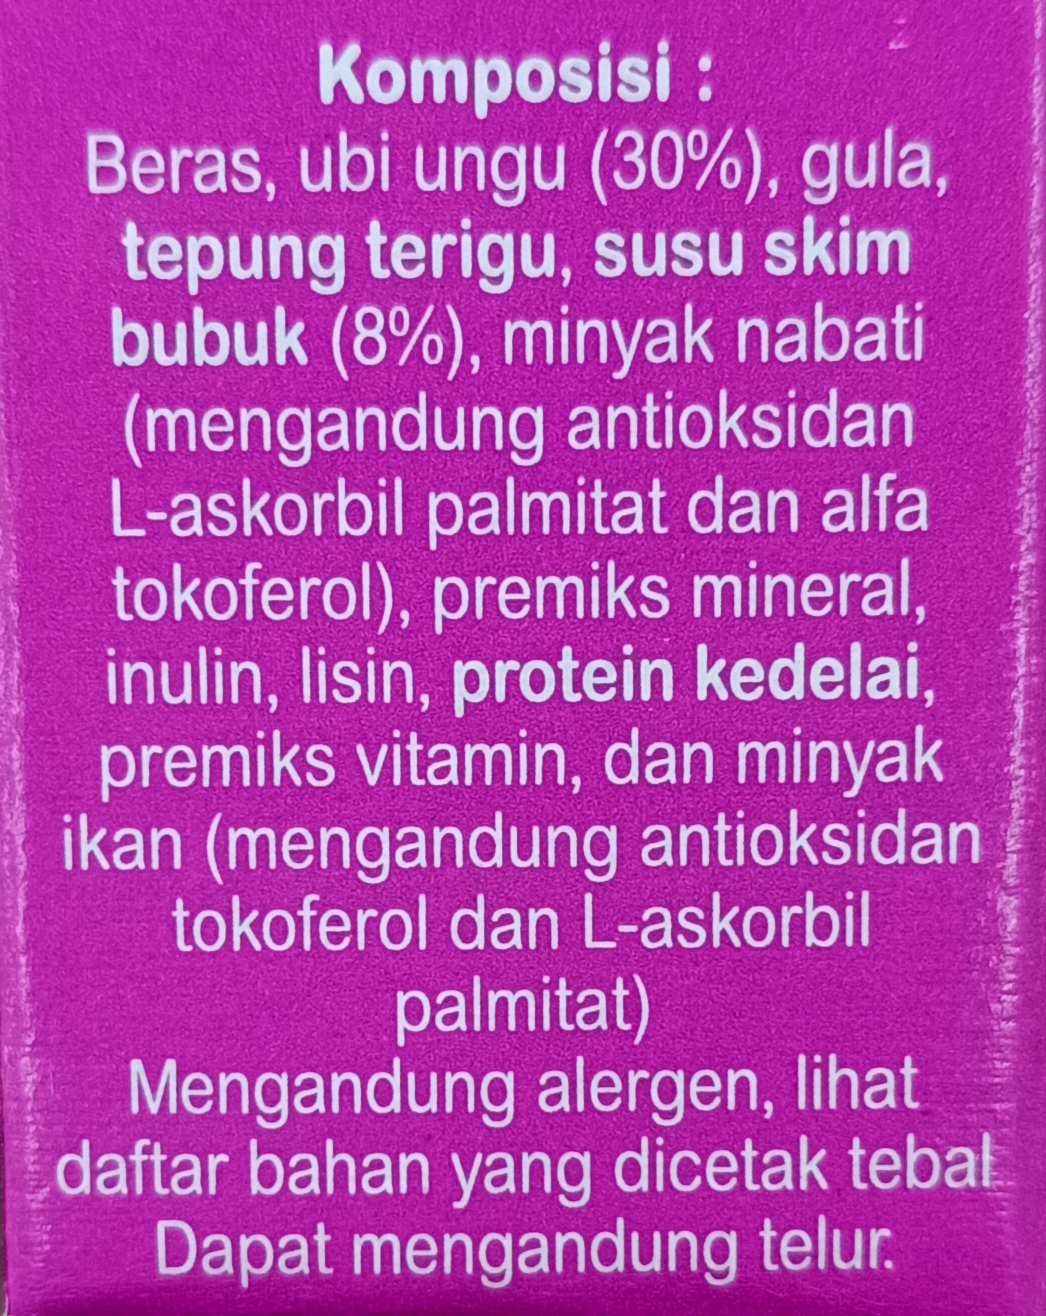 Komposisi :
Beras, ubi ungu (30%), gula,
tepung terigu, susu skim
bubuk (8%), minyak nabati
(mengandung antioksidan
L-askorbil palmitat dan alfa
tokoferol), premiks mineral,
inulin, lisin, protein kedelai,
premiks vitamin, dan minyak
ikan (mengandung antioksidan
tokoferol dan L-askorbil
palmitat)
Mengandung alergen, lihat
daftar bahan yang dicetak tebal
Dapat mengandung telur.